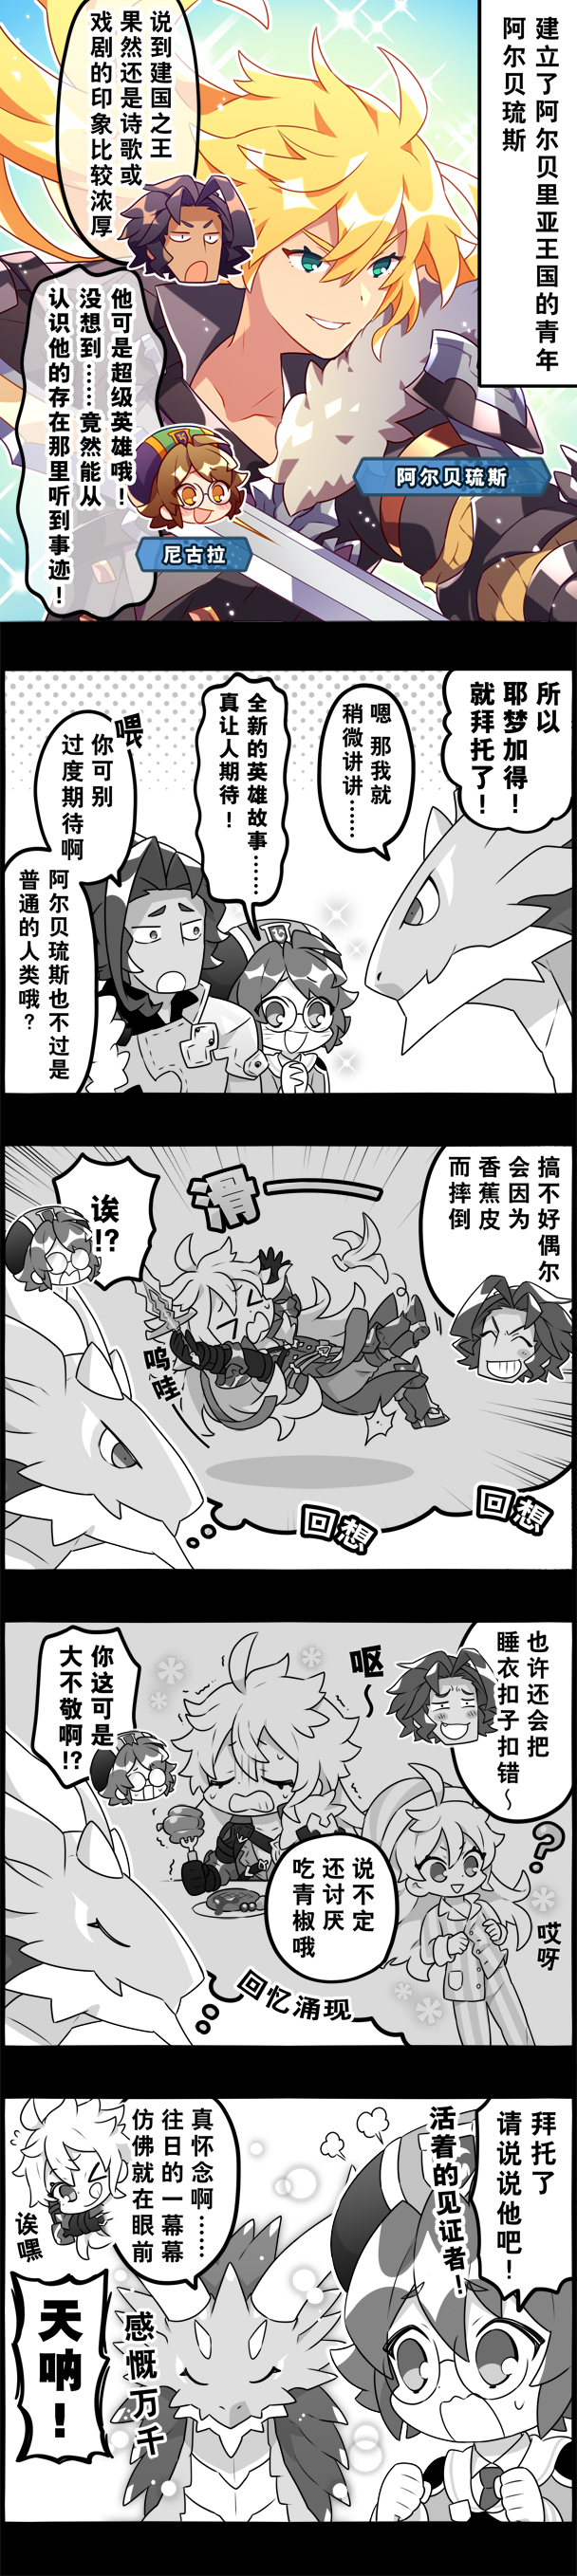 建立了阿尔贝里亚王国的青年
阿尔贝琉斯
说到建国之王
果然还是诗歌或
戏剧的印象比较浓厚
阿尔贝琉斯
他可是超级英雄哦！
没想到……竟然能从
认识他的存在那里听到事迹！
尼古拉
所以
耶梦加得！
就拜托了！
嗯 那我就
稍微讲讲……
全新的英雄故事……
真让人期待！
喂
你可别
过度期待啊
阿尔贝琉斯也不过是
普通的人类哦？
搞不好偶尔
会因为
香蕉皮
而摔倒
滑——
诶!?
呜哇
回想
回想
也许还会把
睡衣扣子扣错～
呕～
你这可是
大不敬啊!?
说不定
还讨厌
吃青椒哦
？
哎呀
回忆涌现
拜托了
请说说他吧！
活着的见证者！
真怀念啊……
往日的一幕幕
仿佛就在眼前
诶嘿
感慨万千
天呐！